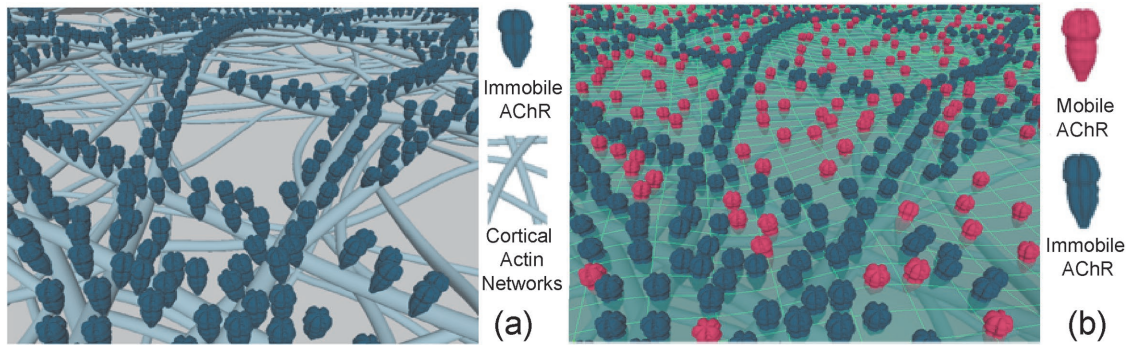 Immobile
AChR
Cortical
Actin
Networks
(a)
Mobile
AChR
Immobile
AChR
(b)